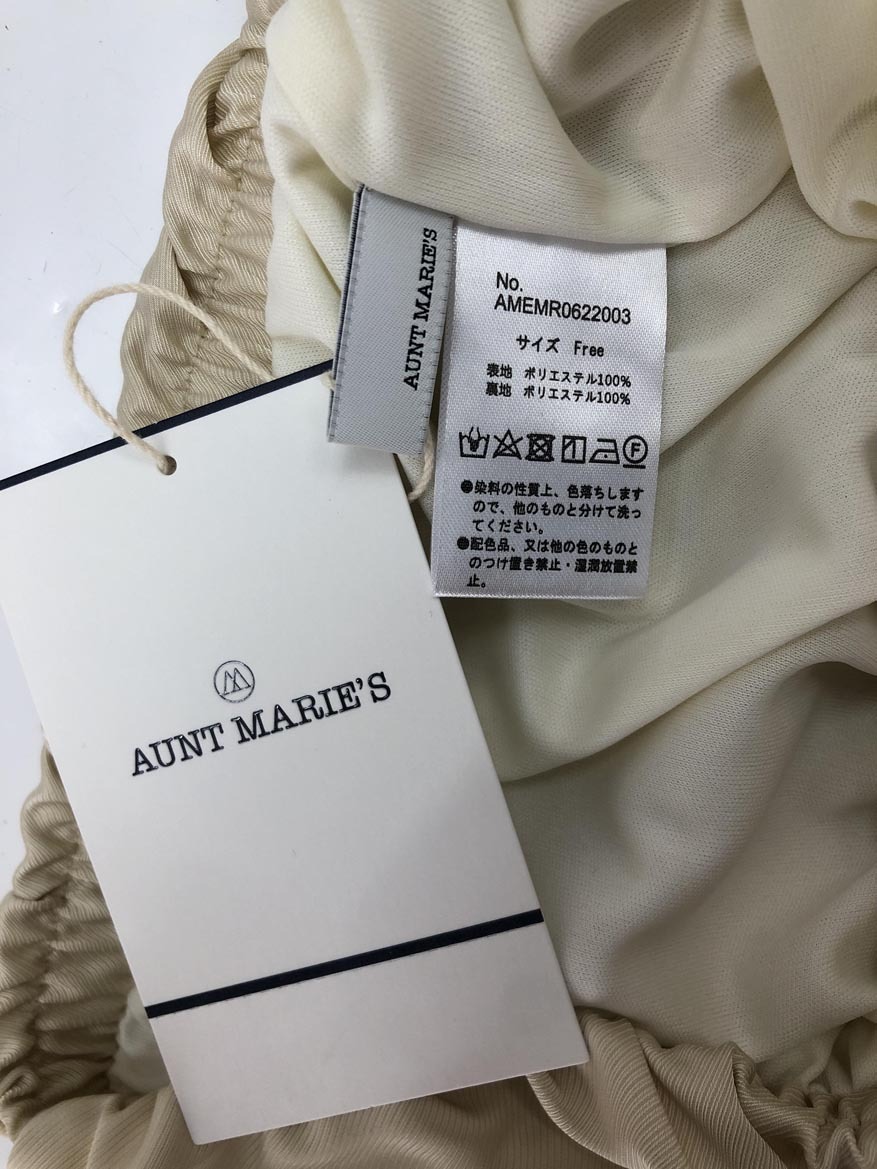 AUNT MARIE'S
No.
AMEMR0622003
サイズ Free
表地 ポリエステル100%
裏地 ポリエステル100%
F
●染料の性質上、色落ちします
ので、他のものと分けて洗っ
てください。
●配色品、又は他の色のものと
のつけ置き禁止・湿潤放置禁
止。
AUNT MARIE'S